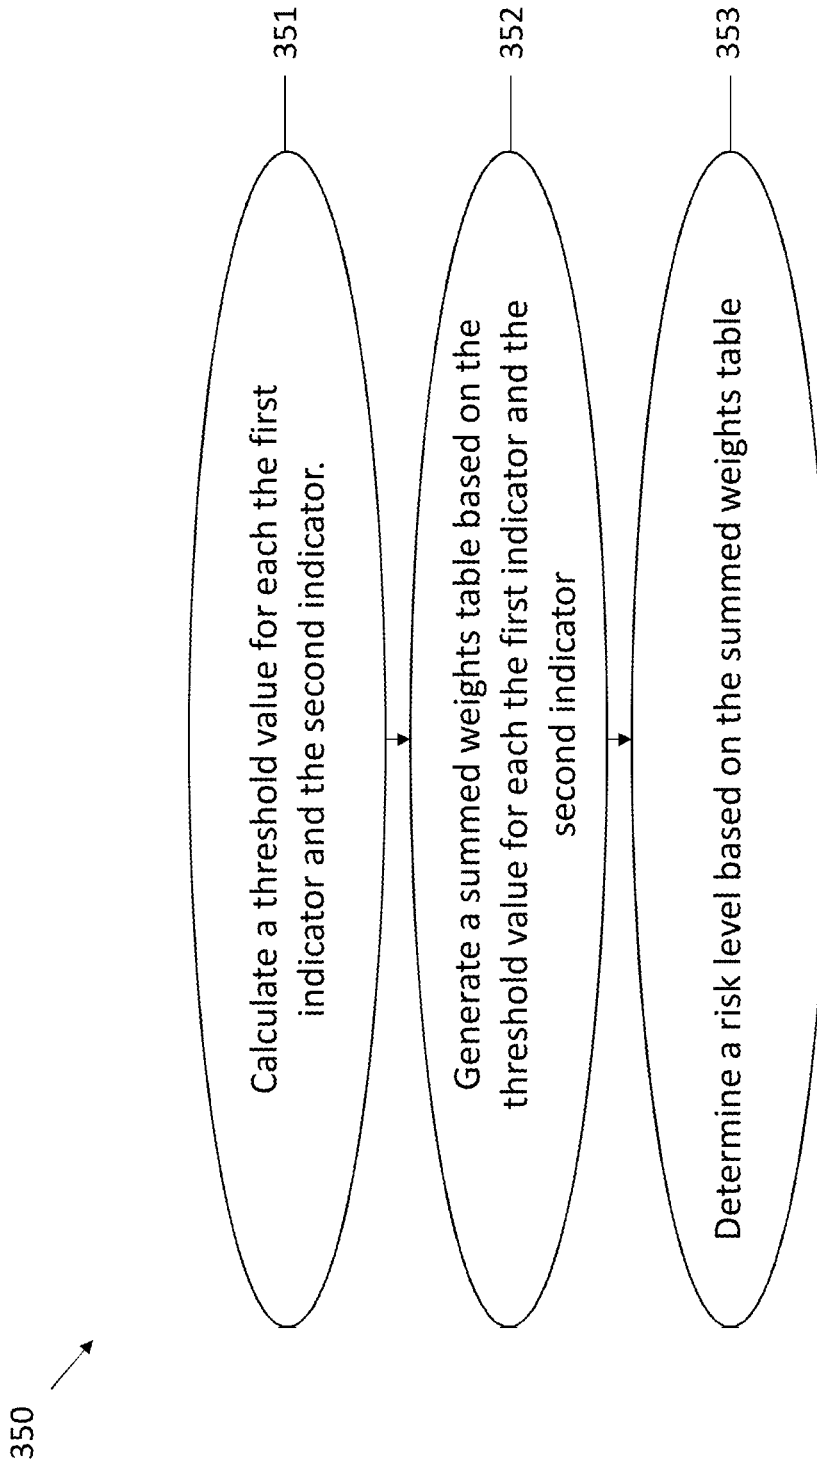 350
Calculate a threshold value for each the first
indicator and the second indicator.
351
Generate a summed weights table based on the
threshold value for each the first indicator and the
second indicator
352
Determine a risk level based on the summed weights table
353